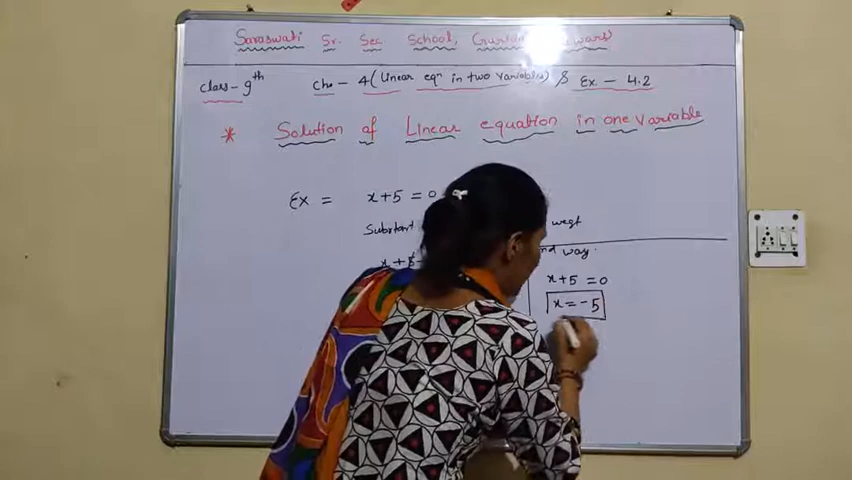 Saraswati Sr. Sec. School,
Class - 9th Ch. - 4 (Linear eqn in two Variables) & Ex. - 4.2
* Solution of Linear equation in one variable
Ex = x+5 = 0
Substract
x + 5
x+5 = 0
x = -5